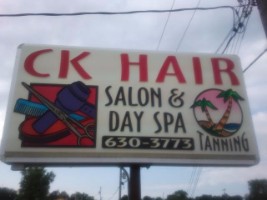 CK HAIR
SALON &
DAY SPA
630-3773
TANNING